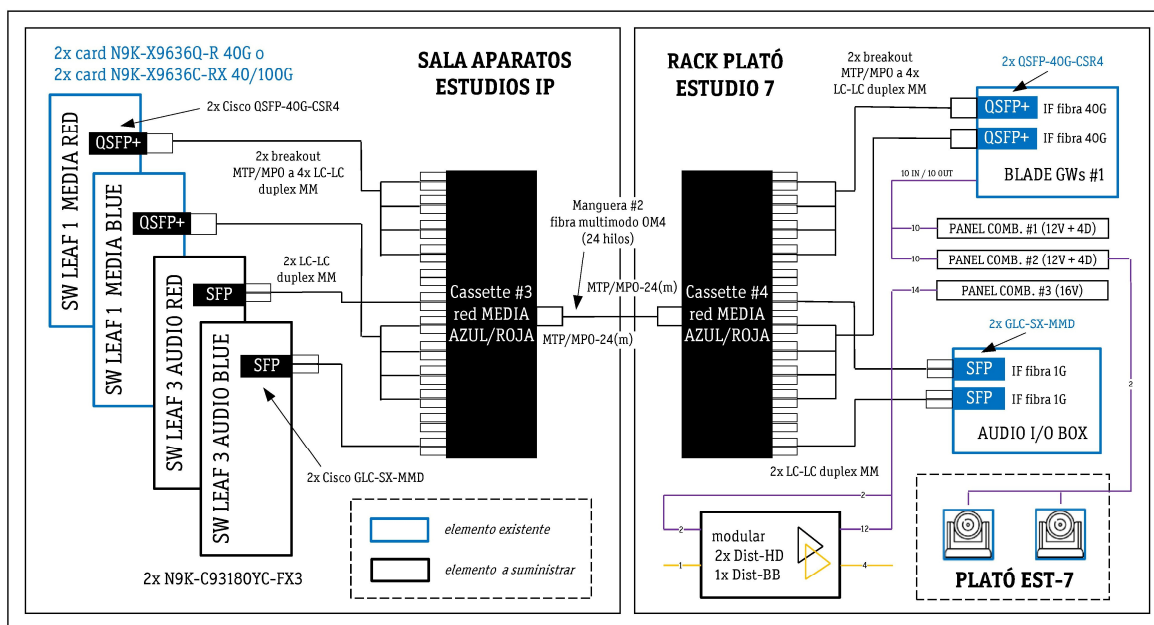 2x card N9K-X9636Q-R 40G o
2x card N9K-X9636C-RX 40/100G
SALA APARATOS
ESTUDIOS IP
2x Cisco QSFP-40G-CSR4
SW LEAF 1 MEDIA RED
QSFP+
2x breakout
MTP/MPO a 4x LC-LC
duplex MM
SW LEAF 1 MEDIA BLUE
QSFP+
2x LC-LC
duplex MM
SW LEAF 3 AUDIO RED
SFP
SW LEAF 3 AUDIO BLUE
SFP
2x Cisco GLC-SX-MMD
2x N9K-C93180YC-FX3
Cassette #3
red MEDIA
AZUL/ROJA
MTP/MPO-24(m)
Manguera #2
fibra multimodo OM4
(24 hilos)
MTP/MPO-24(m)
elemento existente
elemento a suministrar
RACK PLATÓ
ESTUDIO 7
2x breakout
MTP/MPO a 4x
LC-LC duplex MM
Cassette #4
red MEDIA
AZUL/ROJA
2x QSFP-40G-CSR4
QSFP+ IF fibra 40G
QSFP+ IF fibra 40G
BLADE GWs #1
10 IN / 10 OUT
10
PANEL COMB. #1 (12V + 4D)
10
PANEL COMB. #2 (12V + 4D)
14
PANEL COMB. #3 (16V)
2x GLC-SX-MMD
SFP IF fibra 1G
SFP IF fibra 1G
AUDIO I/O BOX
2
2x LC-LC duplex MM
2
2
modular
2x Dist-HD
1x Dist-BB
12
1
4
PLATÓ EST-7